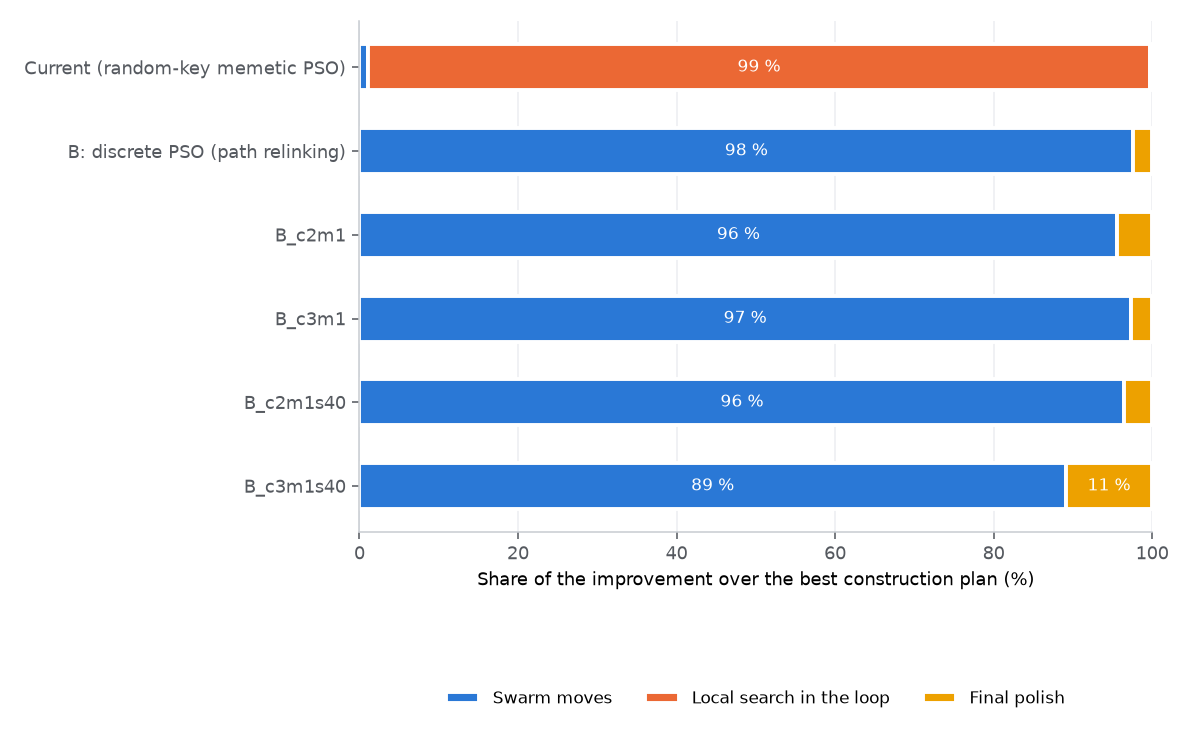 Current (random-key memetic PSO)
99 %
B: discrete PSO (path relinking)
98 %
B_c2m1
96 %
B_c3m1
97 %
B_c2m1s40
96 %
B_c3m1s40
89 %
11 %
0 20 40 60 80 100
Share of the improvement over the best construction plan (%)
Swarm moves Local search in the loop Final polish